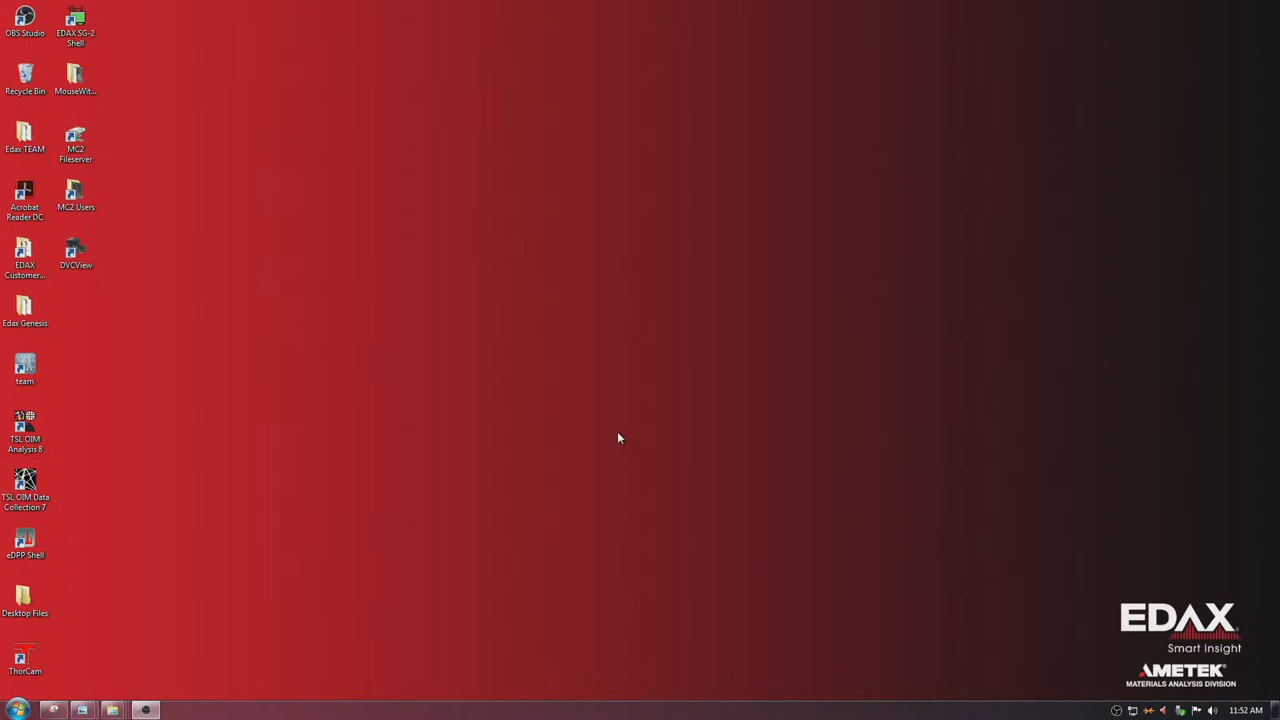 OBS Studio
EDAX SG-2
Shell
Recycle Bin
MouseWit...
Edax TEAM
MC2
Fileserver
Acrobat
Reader DC
MC2 Users
EDAX
Customer...
DVCView
Edax Genesis
team
TSL OIM
Analysis 8
TSL OIM Data
Collection 7
eDPP Shell
Desktop Files
ThorCam
EDAX
Smart Insight
AMETEK
MATERIALS ANALYSIS DIVISION
11:52 AM